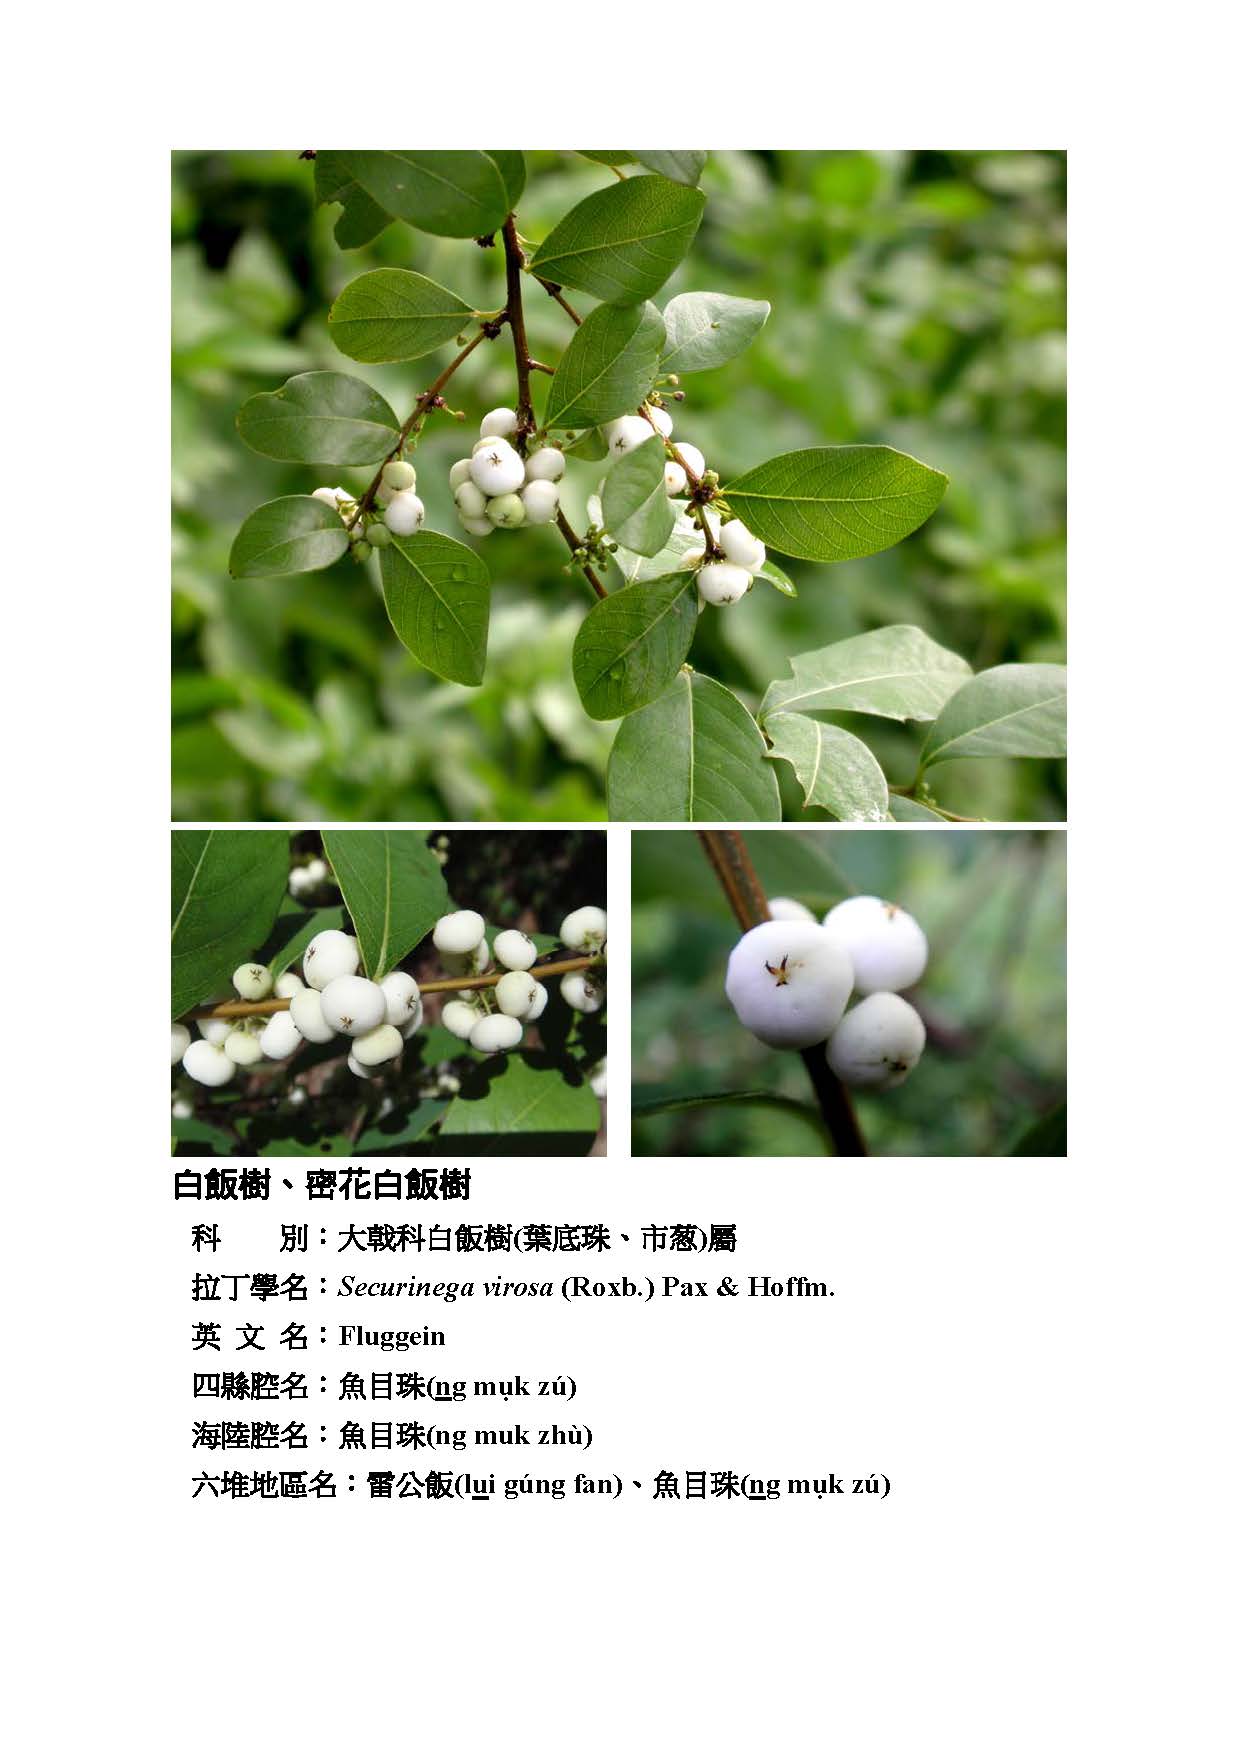 白飯樹、密花白飯樹
科　　別：大戟科白飯樹(葉底珠、市葱)屬
拉丁學名：Securinega virosa (Roxb.) Pax & Hoffm.
英 文 名：Fluggein
四縣腔名：魚目珠(ng mụk zú)
海陸腔名：魚目珠(ng muk zhù)
六堆地區名：雷公飯(lui gúng fan)、魚目珠(ng mụk zú)